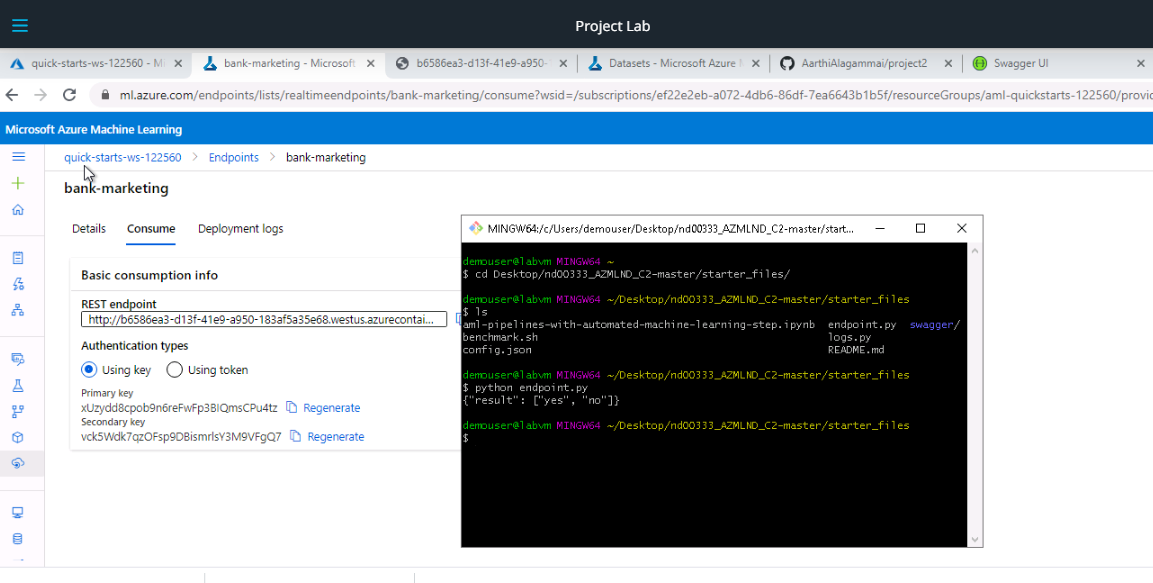 Project Lab
quick-starts-ws-122560 - Mi
bank-marketing - Microsoft
b6586ea3-d13f-41e9-a950-
Datasets - Microsoft Azure M
AarthiAlagammai/project2
Swagger UI
ml.azure.com/endpoints/lists/realtimeendpoints/bank-marketing/consume?wsid=/subscriptions/ef22e2eb-a072-4db6-86df-7ea6643b1b5f/resourceGroups/aml-quickstarts-122560/provid
Microsoft Azure Machine Learning
quick-starts-ws-122560 > Endpoints > bank-marketing
bank-marketing
Details Consume Deployment logs
Basic consumption info
REST endpoint
http://b6586ea3-d13f-41e9-a950-183af5a35e68.westus.azurecontai...
Authentication types
Using key Using token
Primary key
xUzydd8cpob9n6reFwFp3BIQmsCPu4tz Regenerate
Secondary key
vck5Wdk7qzOFsp9DBismrlsY3M9VFgQ7 Regenerate
MINGW64:/c/Users/demouser/Desktop/nd00333_AZMLND_C2-master/start...
demouser@labvm MINGW64 ~
$ cd Desktop/nd00333_AZMLND_C2-master/starter_files/
demouser@labvm MINGW64 ~/Desktop/nd00333_AZMLND_C2-master/starter_files
$ ls
aml-pipelines-with-automated-machine-learning-step.ipynb endpoint.py swagger/
benchmark.sh logs.py
config.json README.md
demouser@labvm MINGW64 ~/Desktop/nd00333_AZMLND_C2-master/starter_files
$ python endpoint.py
{"result": ["yes", "no"]}
demouser@labvm MINGW64 ~/Desktop/nd00333_AZMLND_C2-master/starter_files
$